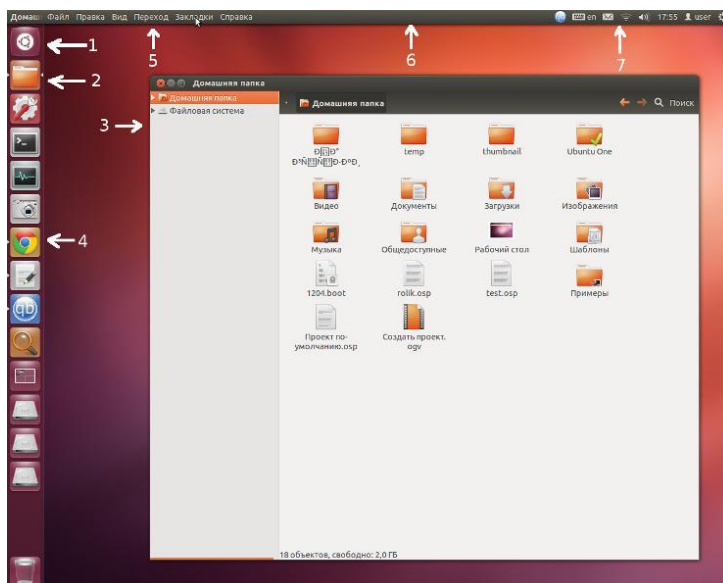 Домаш Файл Правка Вид Переход Закладки Справка
en 17:55 user
1
5
6
7
2
Домашняя папка
Домашняя папка
Домашняя папка
Поиск
3
Файловая система
temp
thumbnail
Ubuntu One
Видео
Документы
Загрузки
Изображения
4
Музыка
Общедоступные
Рабочий стол
Шаблоны
1204.boot
rolik.osp
test.osp
Примеры
Проект по-
умолчанию.osp
Создать проект.
ogv
18 объектов, свободно: 2,0 ГБ